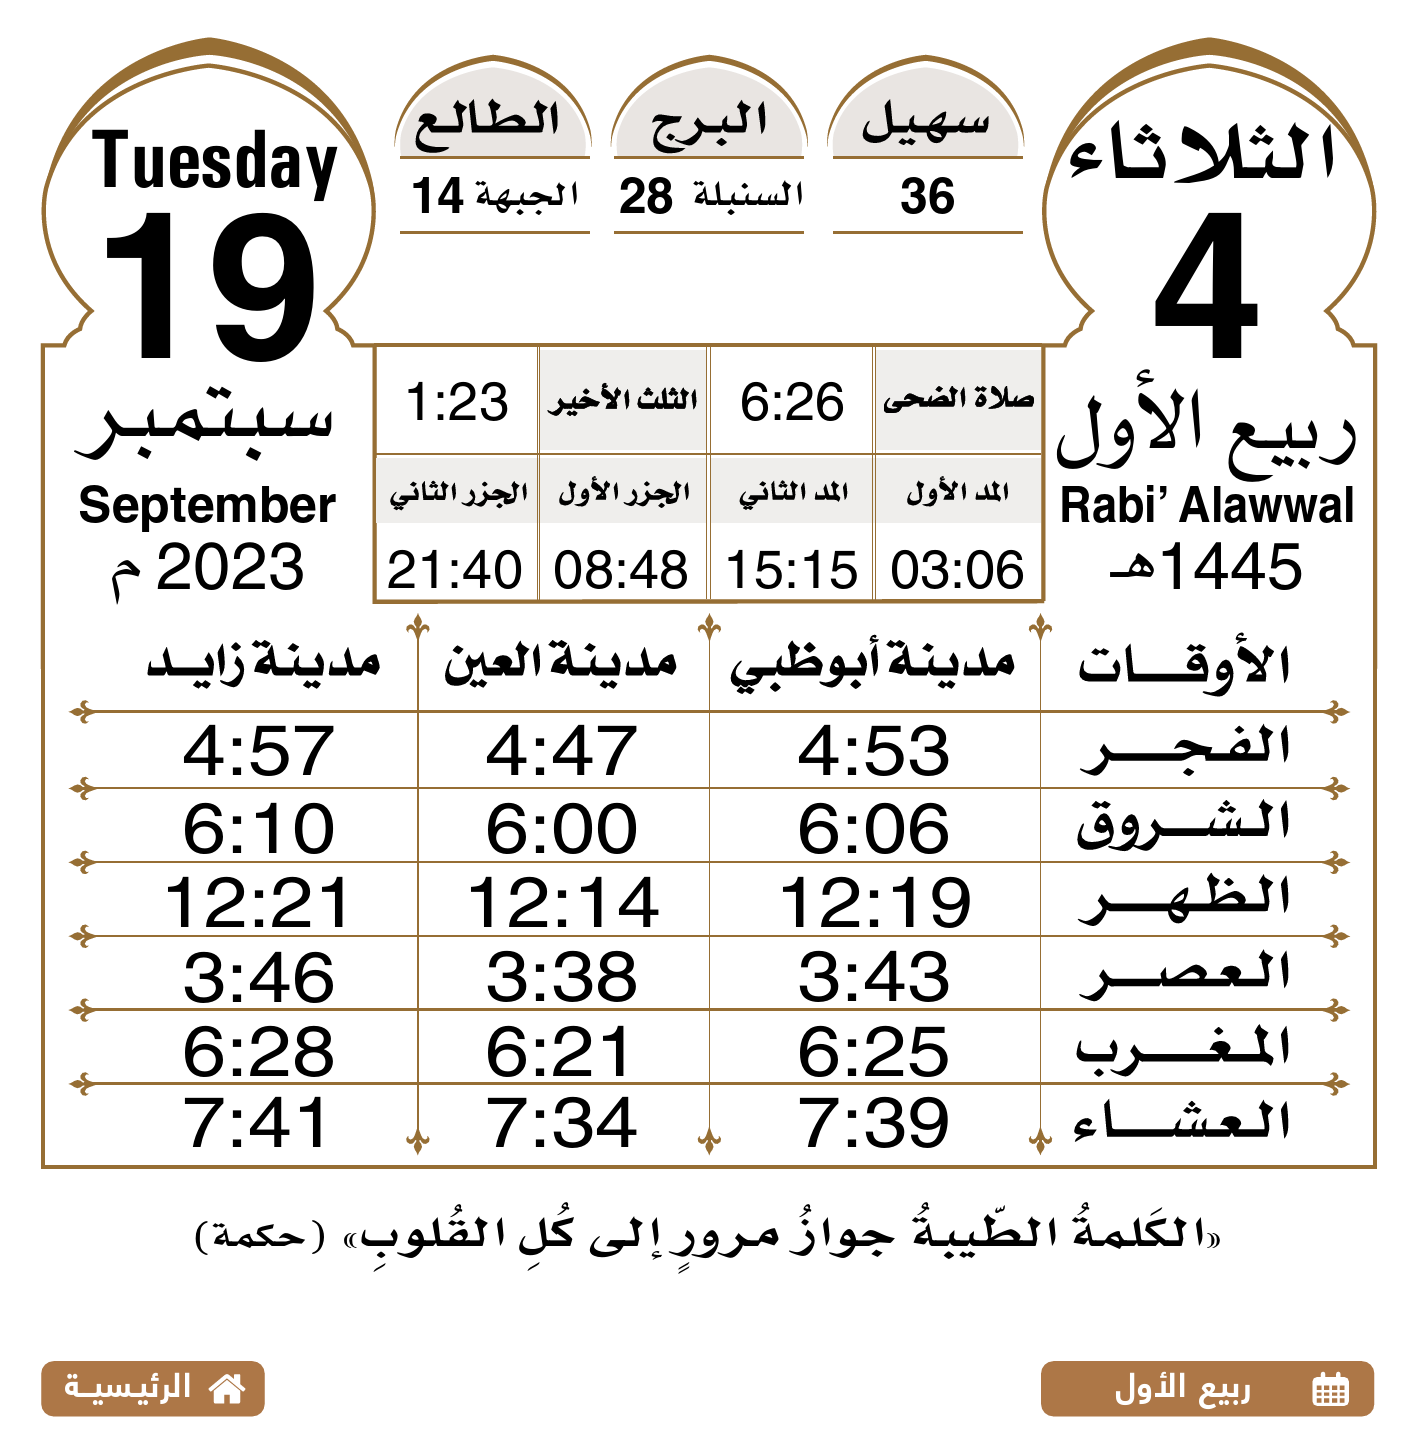 الثلاثاء
4
ربيع الأول
Rabi’ Alawwal
1445هـ
سهيل
36
البرج
السنبلة 28
الطالع
الجبهة 14
Tuesday
19
سبتمبر
September
2023 م
صلاة الضحى 6:26 الثلث الأخير 1:23
المد الأول المد الثاني الجزر الأول الجزر الثاني
03:06 15:15 08:48 21:40
الأوقات مدينة أبوظبي مدينة العين مدينة زايد
الفجر 4:53 4:47 4:57
الشروق 6:06 6:00 6:10
الظهر 12:19 12:14 12:21
العصر 3:43 3:38 3:46
المغرب 6:25 6:21 6:28
العشاء 7:39 7:34 7:41
«الكَلمةُ الطّيبةُ جوازُ مرورٍ إلى كُلِ القُلوبِ» (حكمة)
ربيع الأول
الرئيسية